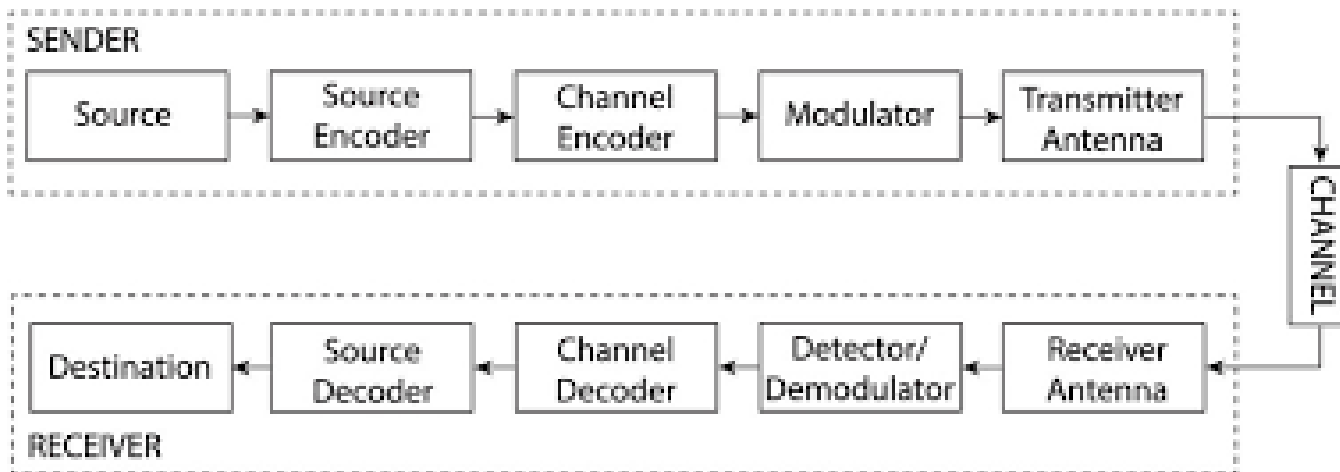 SENDER
Source
Source
Encoder
Channel
Encoder
Modulator
Transmitter
Antenna
CHANNEL
Destination
Source
Decoder
Channel
Decoder
Detector/
Demodulator
Receiver
Antenna
RECEIVER